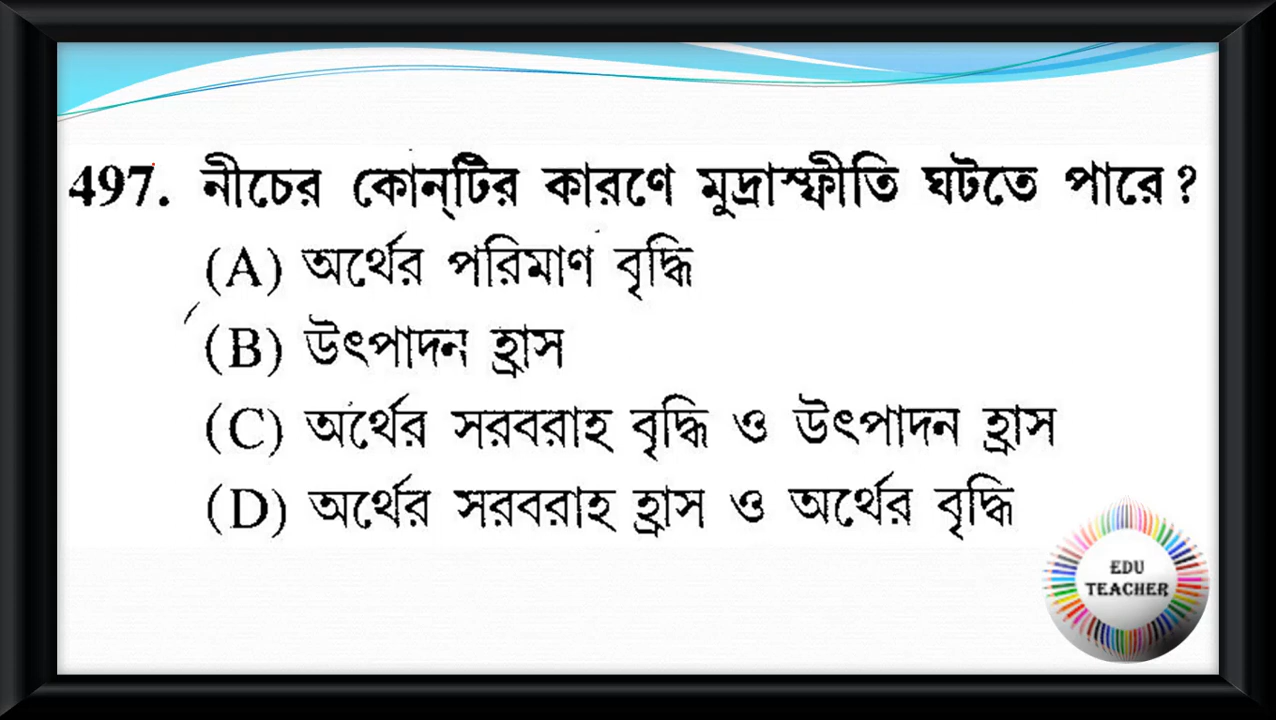 497. নীচের কোন্‌টির কারণে মুদ্রাস্ফীতি ঘটতে পারে?
(A) অর্থের পরিমাণ বৃদ্ধি
(B) উৎপাদন হ্রাস
(C) অর্থের সরবরাহ বৃদ্ধি ও উৎপাদন হ্রাস
(D) অর্থের সরবরাহ হ্রাস ও অর্থের বৃদ্ধি
EDU
TEACHER